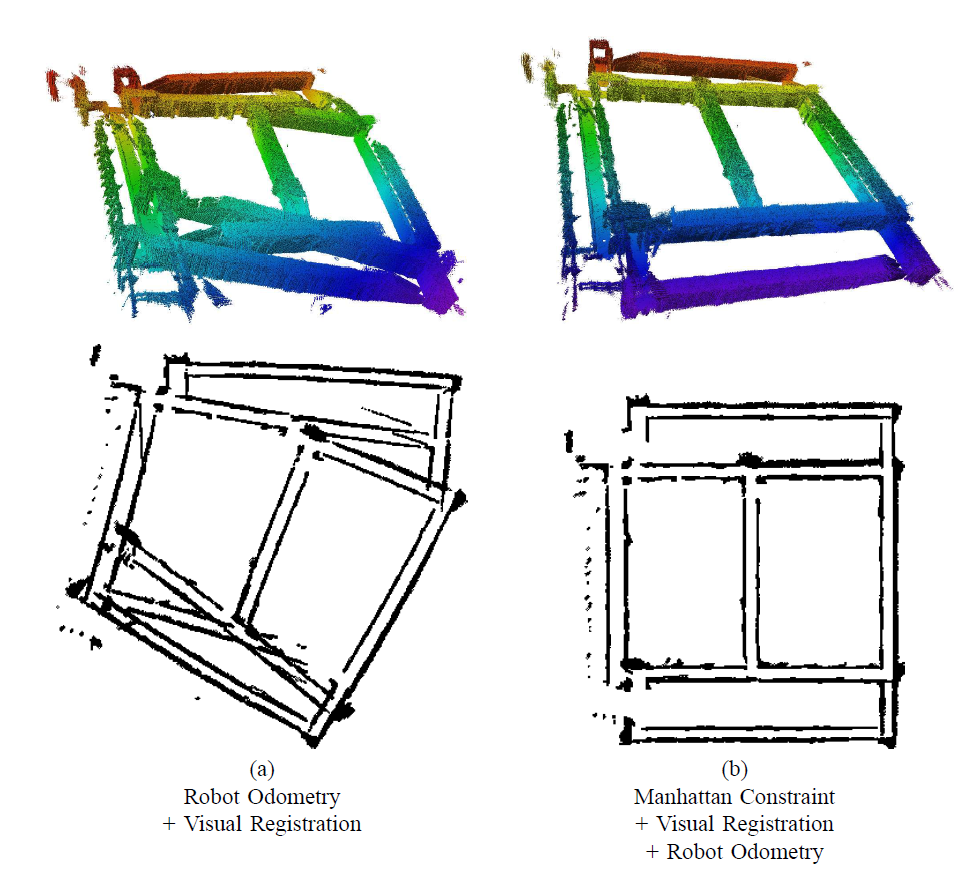 (a)
Robot Odometry
+ Visual Registration
(b)
Manhattan Constraint
+ Visual Registration
+ Robot Odometry